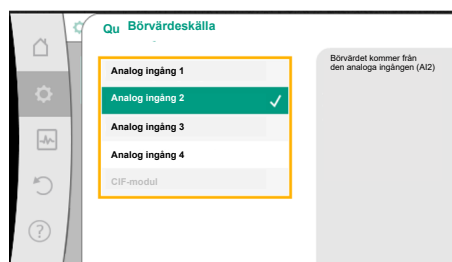 Qu Börvärdeskälla
Analog ingång 1
Analog ingång 2
Analog ingång 3
Analog ingång 4
CIF-modul
Börvärdet kommer från
den analoga ingången (AI2)
?